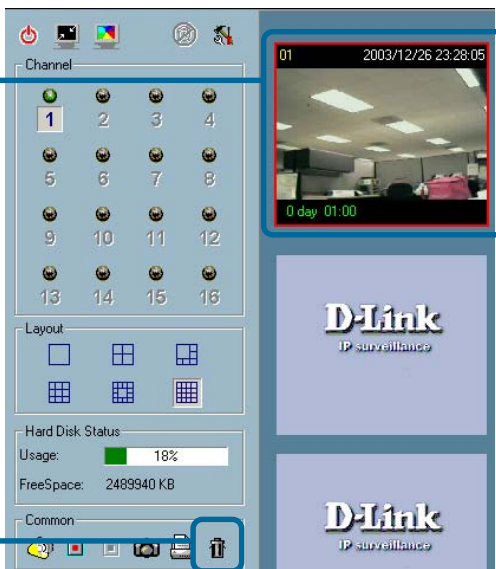 Channel
1 2 3 4
5 6 7 8
9 10 11 12
13 14 15 16
Layout
Hard Disk Status
Usage: 18%
FreeSpace: 2489940 KB
Common
01 2003/12/26 23:28:05
0 day 01:00
D-Link
IP surveillance
D-Link
IP surveillance